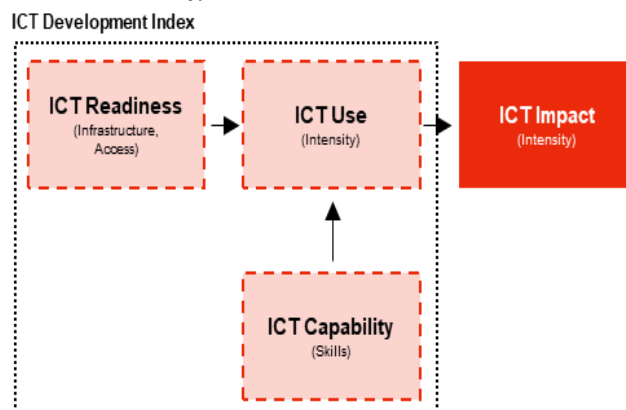 ICT Development Index
ICT Readiness
(Infrastructure,
Access)
ICT Use
(Intensity)
ICT Impact
(Intensity)
ICT Capability
(Skills)